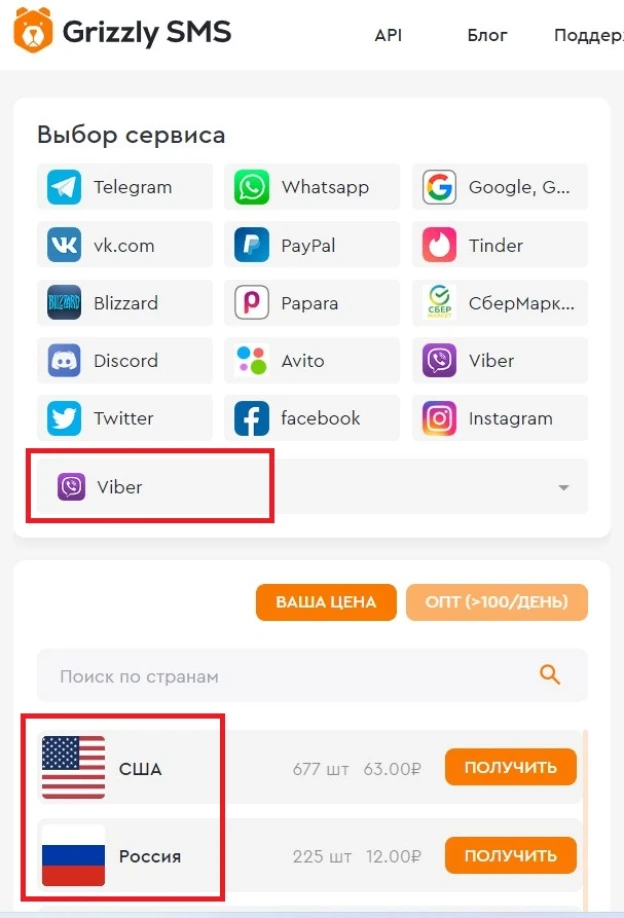 Grizzly SMS API Блог Поддер
Выбор сервиса
Telegram Whatsapp Google, G...
vk.com PayPal Tinder
Blizzard Papara СберМарк...
Discord Avito Viber
Twitter facebook Instagram
Viber
ВАША ЦЕНА ОПТ (>100/ДЕНЬ)
Поиск по странам
США 677 шт 63.00₽ ПОЛУЧИТЬ
Россия 225 шт 12.00₽ ПОЛУЧИТЬ